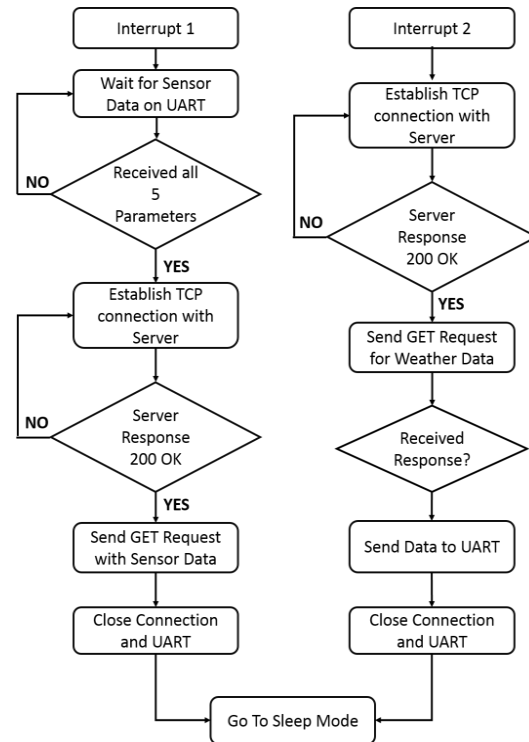 Interrupt 1
Wait for Sensor
Data on UART
NO
Received all
5
Parameters
YES
Establish TCP
connection with
Server
NO
Server
Response
200 OK
YES
Send GET Request
with Sensor Data
Close Connection
and UART
Interrupt 2
Establish TCP
connection with
Server
NO
Server
Response
200 OK
YES
Send GET Request
for Weather Data
Received
Response?
Send Data to UART
Close Connection
and UART
Go To Sleep Mode